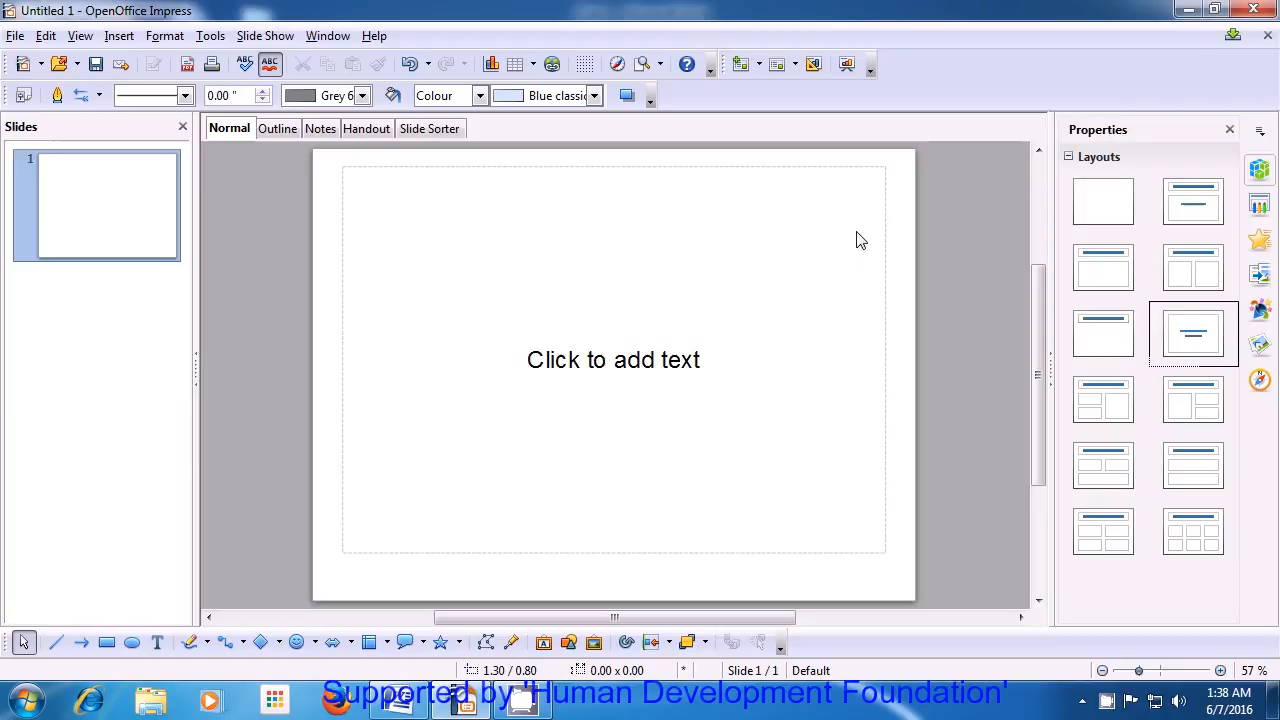 Untitled 1 - OpenOffice Impress
File Edit View Insert Format Tools Slide Show Window Help
ABC ABC
0.00 " Grey 6 Colour Blue classic
Slides Normal Outline Notes Handout Slide Sorter Properties
Layouts
1
Click to add text
T
1.30 / 0.80 0.00 x 0.00 * Slide 1 / 1 Default 57 %
Supported by 'Human Development Foundation'
1:38 AM
6/7/2016